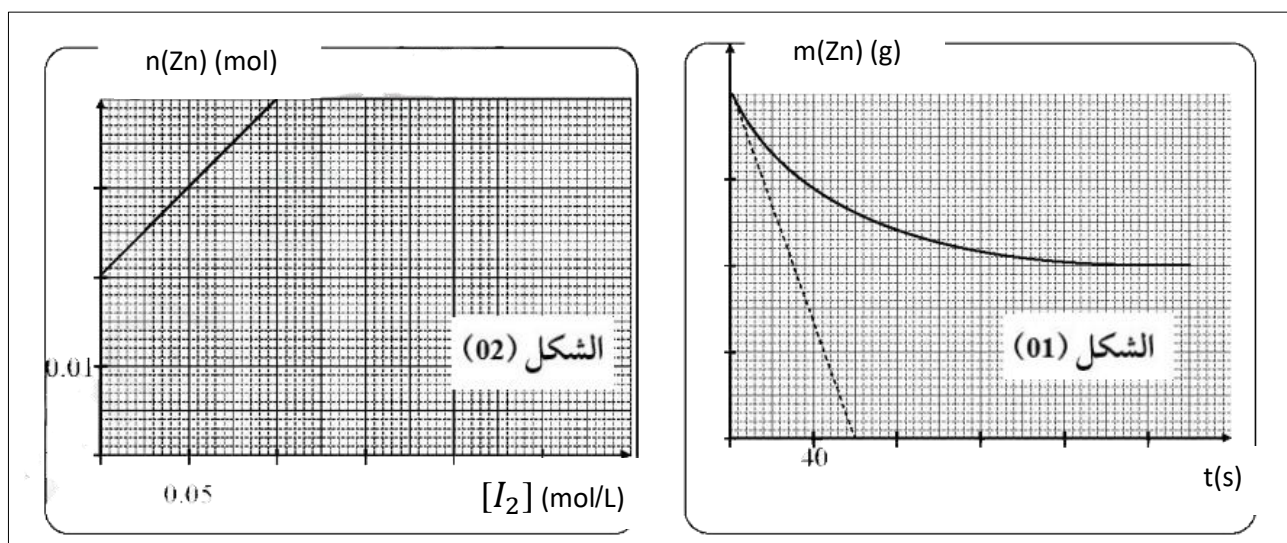 n(Zn) (mol)
0.01
0.05
[I₂] (mol/L)
الشكل (02)
m(Zn) (g)
40
t(s)
الشكل (01)